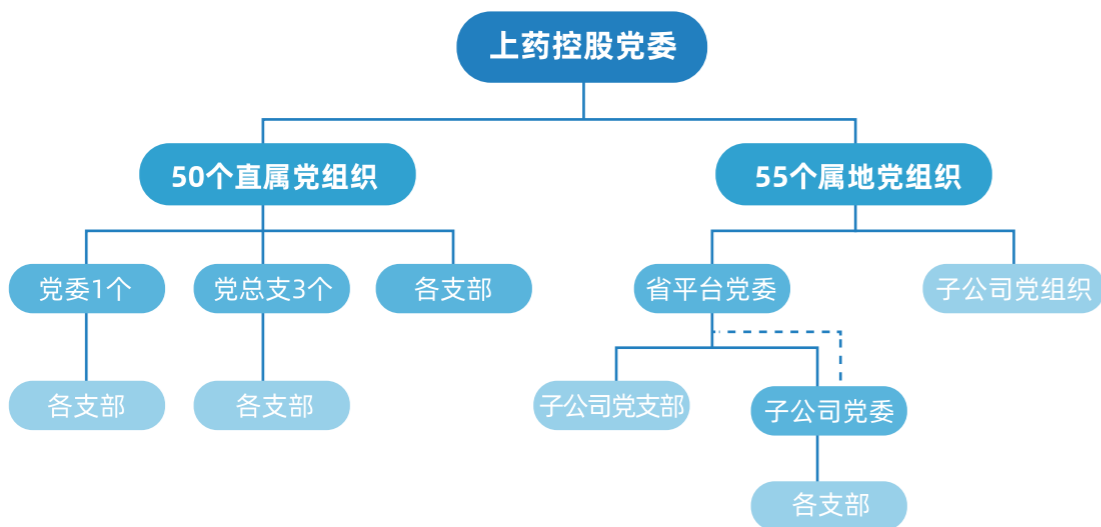 上药控股党委
50个直属党组织
55个属地党组织
党委1个
党总支3个
各支部
省平台党委
子公司党组织
各支部
各支部
子公司党支部
子公司党委
各支部